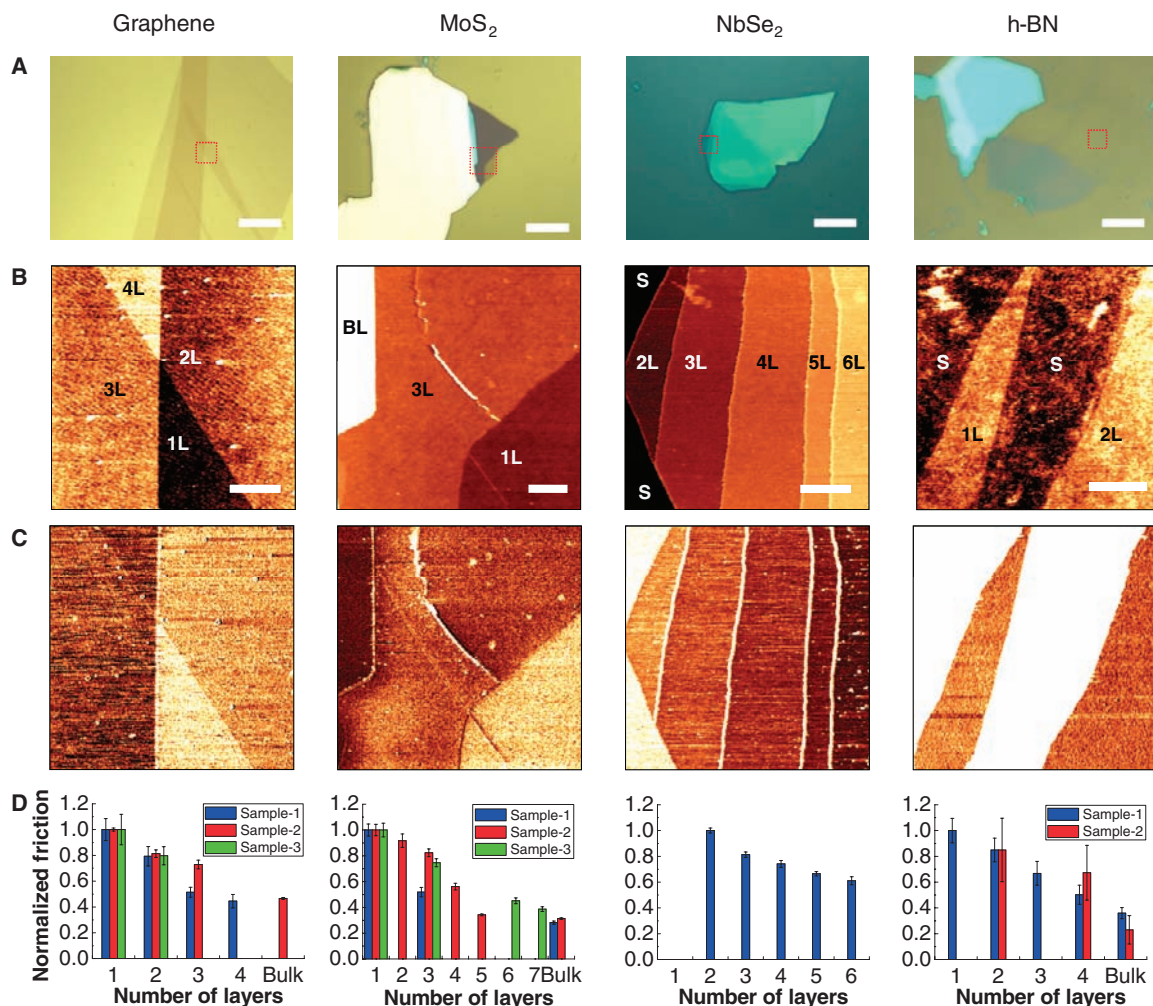 Graphene MoS2 NbSe2 h-BN
A
B
4L
2L
3L
1L
BL
3L
1L
S
2L 3L 4L 5L 6L
S
S
S
1L
2L
C
D
Normalized friction
1.2
1.0
0.8
0.6
0.4
0.2
0.0
Sample-1
Sample-2
Sample-3
1 2 3 4 Bulk
Number of layers
1.2
1.0
0.8
0.6
0.4
0.2
0.0
Sample-1
Sample-2
Sample-3
1 2 3 4 5 6 7Bulk
Number of layers
1.2
1.0
0.8
0.6
0.4
0.2
0.0
1 2 3 4 5 6
Number of layers
1.2
1.0
0.8
0.6
0.4
0.2
0.0
Sample-1
Sample-2
1 2 3 4 Bulk
Number of layers